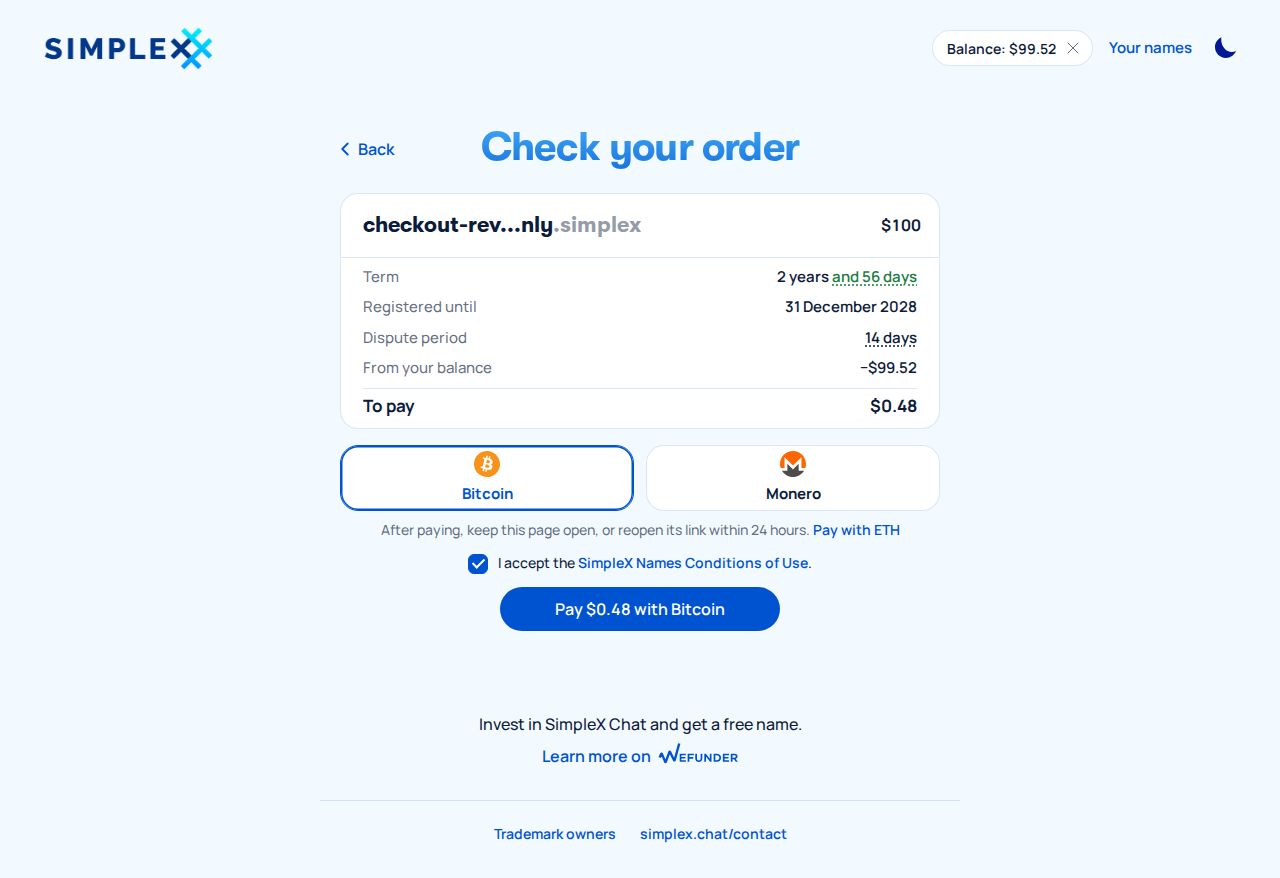 SIMPLEX
Balance: $99.52
Your names
Back
Check your order
checkout-rev...nly.simplex
$100
Term
2 years and 56 days
Registered until
31 December 2028
Dispute period
14 days
From your balance
−$99.52
To pay
$0.48
Bitcoin
Monero
After paying, keep this page open, or reopen its link within 24 hours. Pay with ETH
I accept the SimpleX Names Conditions of Use.
Pay $0.48 with Bitcoin
Invest in SimpleX Chat and get a free name.
Learn more on WEFUNDER
Trademark owners
simplex.chat/contact